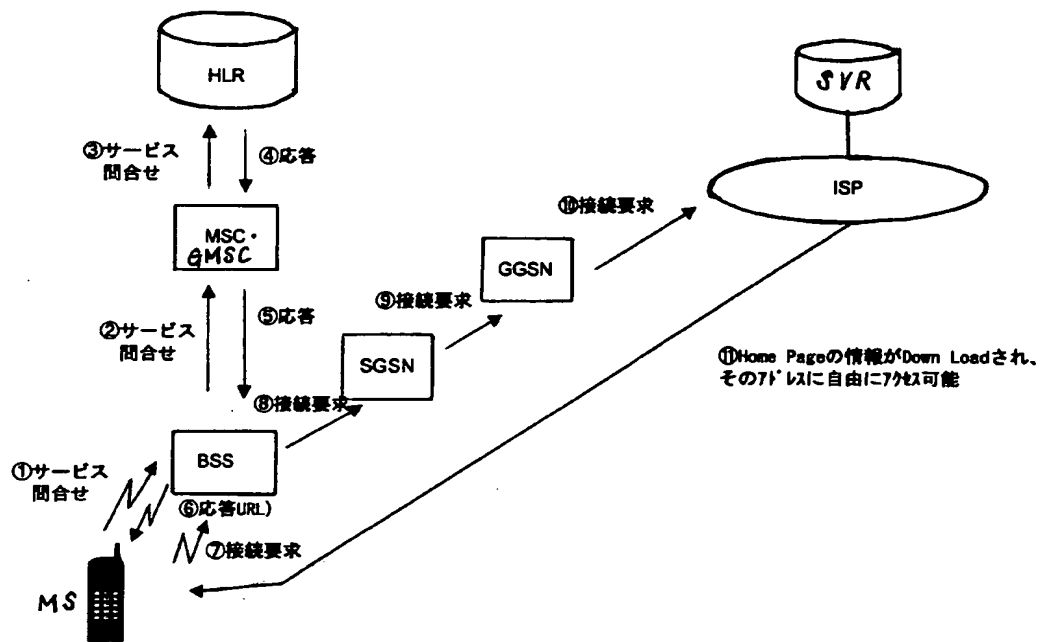 HLR
SVR
③サービス
問合せ
④応答
ISP
⑩接続要求
MSC・
GMSC
GGSN
②サービス
問合せ
⑤応答
⑨接続要求
SGSN
⑪Home Pageの情報がDown Loadされ、
そのｱﾄﾞﾚｽに自由にｱｸｾｽ可能
⑧接続要求
BSS
①サービス
問合せ
⑥応答URL)
⑦接続要求
MS